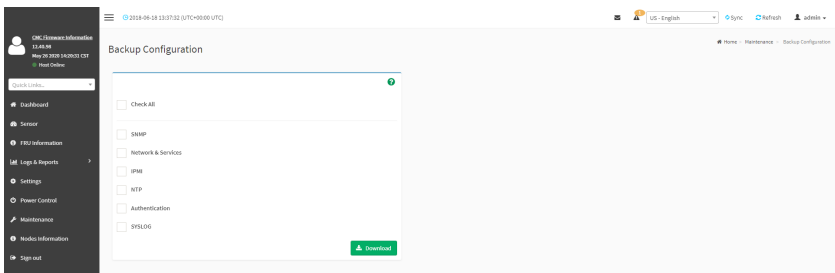 2018-06-18 13:37:32 (UTC+00:00 UTC)
US - English
Sync
Refresh
admin
CMC Firmware Information
12.40.98
May 26 2020 14:20:31 CST
Host Online
Quick Links...
Dashboard
Sensor
FRU Information
Logs & Reports
Settings
Power Control
Maintenance
Nodes Information
Sign out
Backup Configuration
Home
Maintenance
Backup Configuration
Check All
SNMP
Network & Services
IPMI
NTP
Authentication
SYSLOG
Download